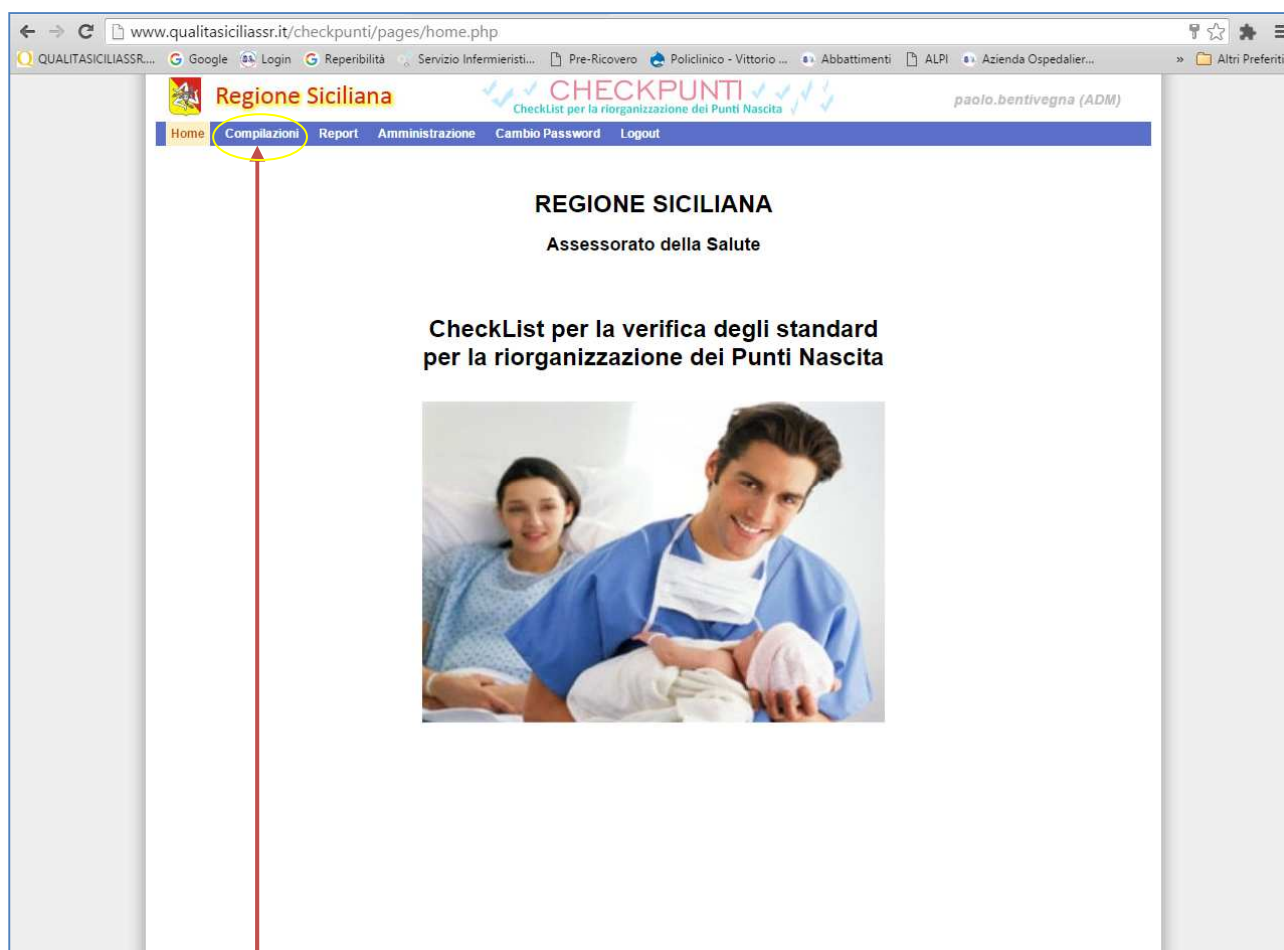 www.qualitasiciliassr.it/checkpunti/pages/home.php
QUALITASICILIASSR.... Google Login Reperibilità Servizio Infermieristi... Pre-Ricovero Policlinico - Vittorio ... Abbattimenti ALPI Azienda Ospedalier... » Altri Preferiti
Regione Siciliana
CHECKPUNTI
CheckList per la riorganizzazione dei Punti Nascita
paolo.bentivegna (ADM)
Home Compilazioni Report Amministrazione Cambio Password Logout
REGIONE SICILIANA
Assessorato della Salute
CheckList per la verifica degli standard
per la riorganizzazione dei Punti Nascita